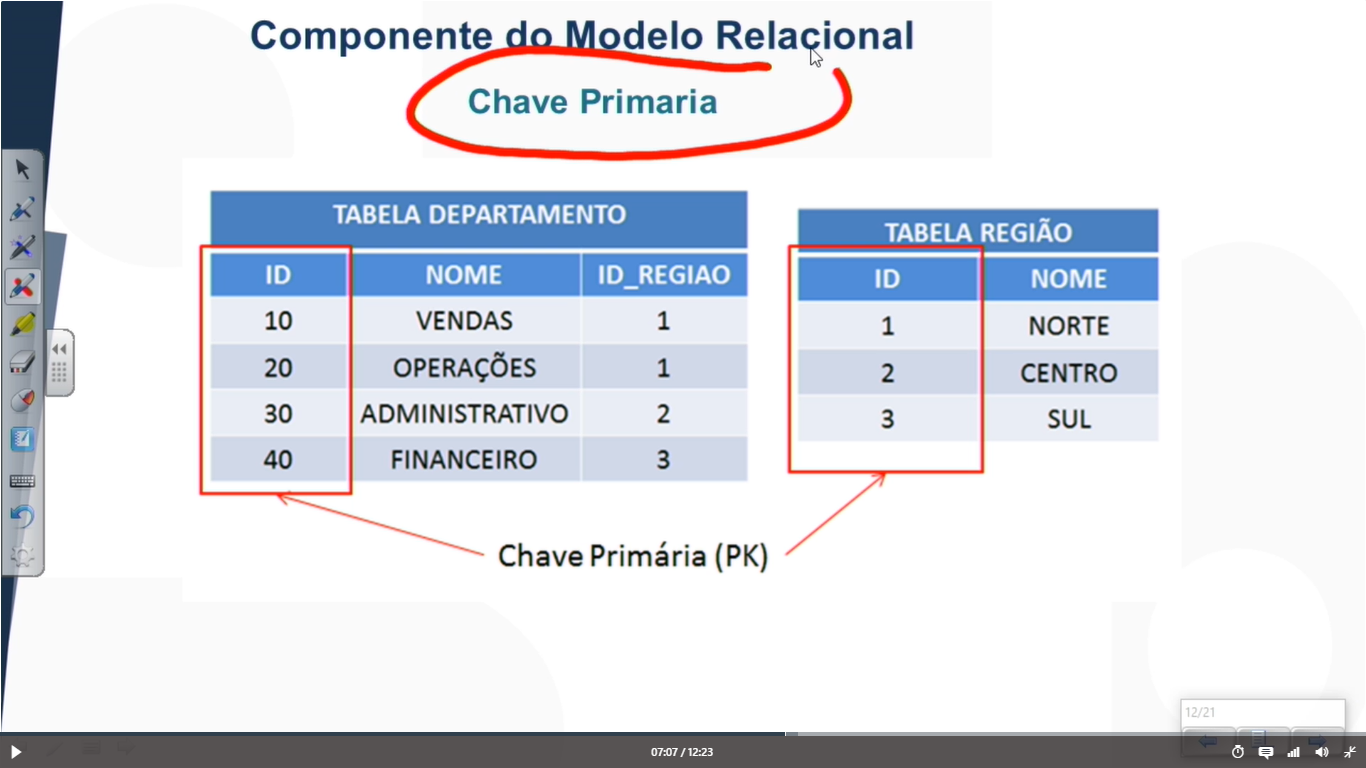 Componente do Modelo Relacional
Chave Primaria
TABELA DEPARTAMENTO
ID NOME ID_REGIAO
10 VENDAS 1
20 OPERAÇÕES 1
30 ADMINISTRATIVO 2
40 FINANCEIRO 3
TABELA REGIÃO
ID NOME
1 NORTE
2 CENTRO
3 SUL
Chave Primária (PK)
12/21
07:07 / 12:23